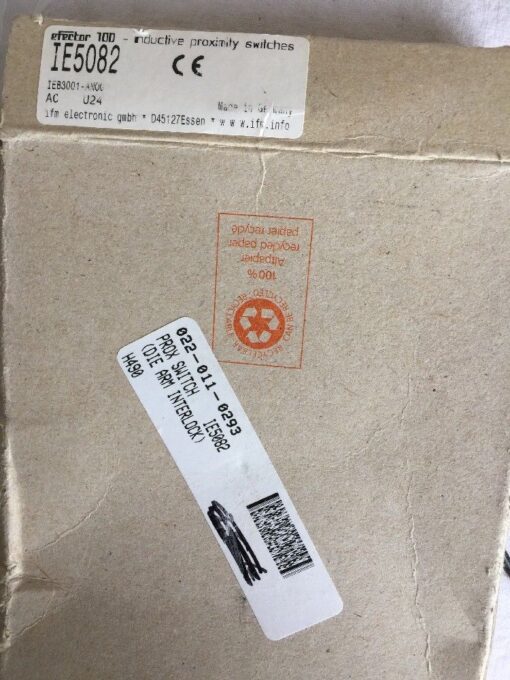 efector 100 - inductive proximity switches
IE5082
CE
IEB3001-ANOG
AC U24
Made in Germany
ifm electronic gmbh * D45127Essen * w w w.ifm.info
100%
Altpapier
recycled paper
papier recyclé
022-011-0293
PROX SWITCH IE5082
(DIE ARM INTERLOCK)
H490